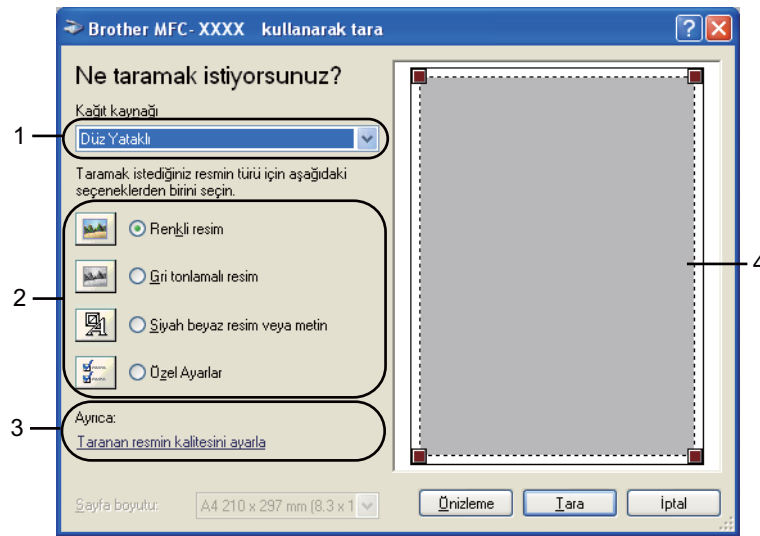 Brother MFC- XXXX kullanarak tara
Ne taramak istiyorsunuz?
Kağıt kaynağı
1
Düz Yataklı
Taramak istediğiniz resmin türü için aşağıdaki
seçeneklerden birini seçin.
Renkli resim
Gri tonlamalı resim
2
Siyah beyaz resim veya metin
Özel Ayarlar
3
Ayrıca:
Taranan resmin kalitesini ayarla
4
Sayfa boyutu:
A4 210 x 297 mm (8.3 x 1
Önizleme
Tara
İptal